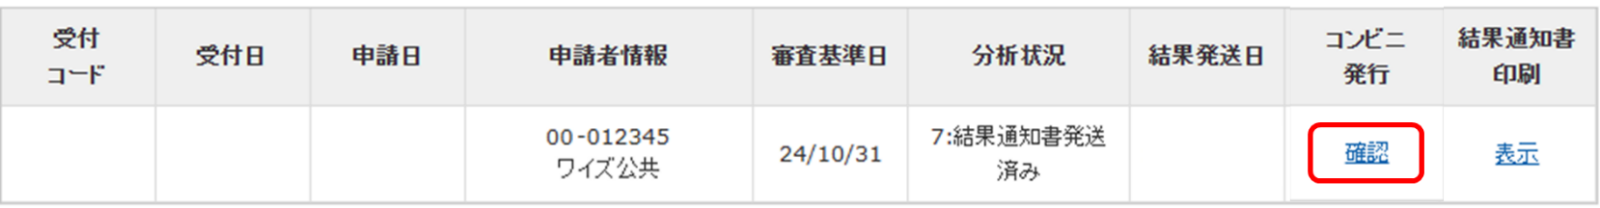 受付
コード
受付日
申請日
申請者情報
審査基準日
分析状況
結果発送日
コンビニ
発行
結果通知書
印刷
00-012345
ワイズ公共
24/10/31
7:結果通知書発送
済み
確認
表示